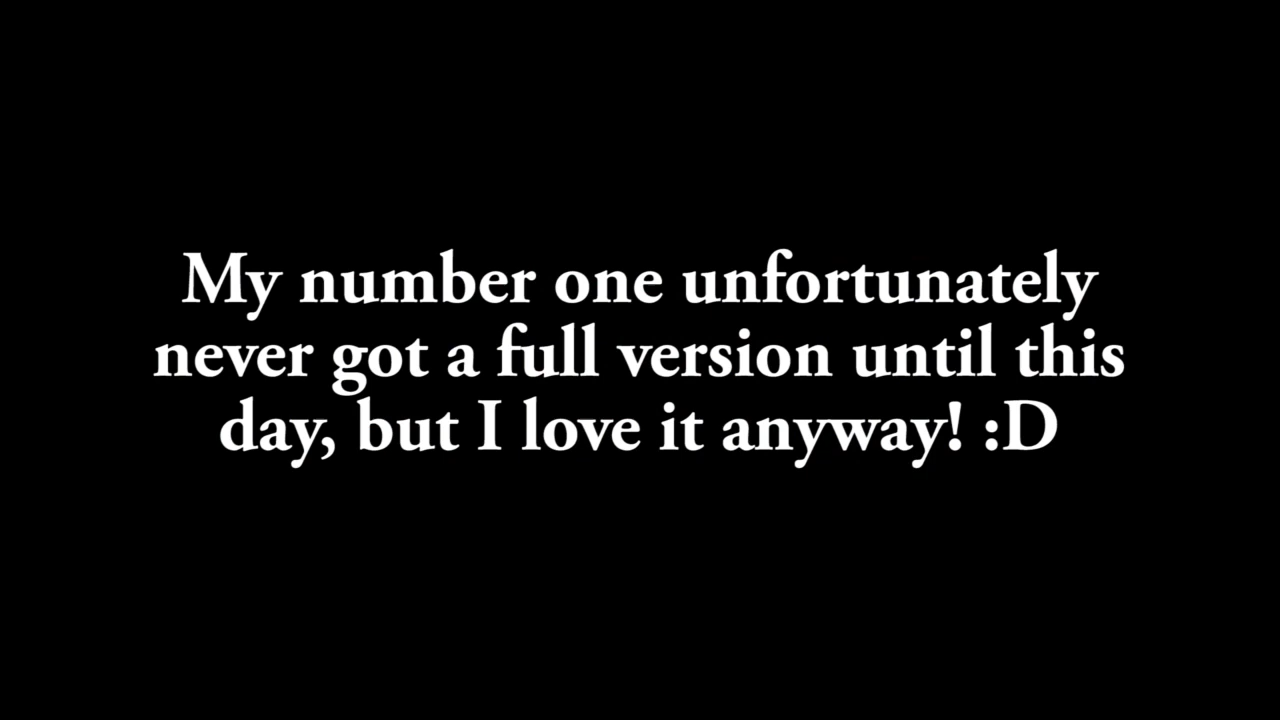 My number one unfortunately
never got a full version until this
day, but I love it anyway! :D